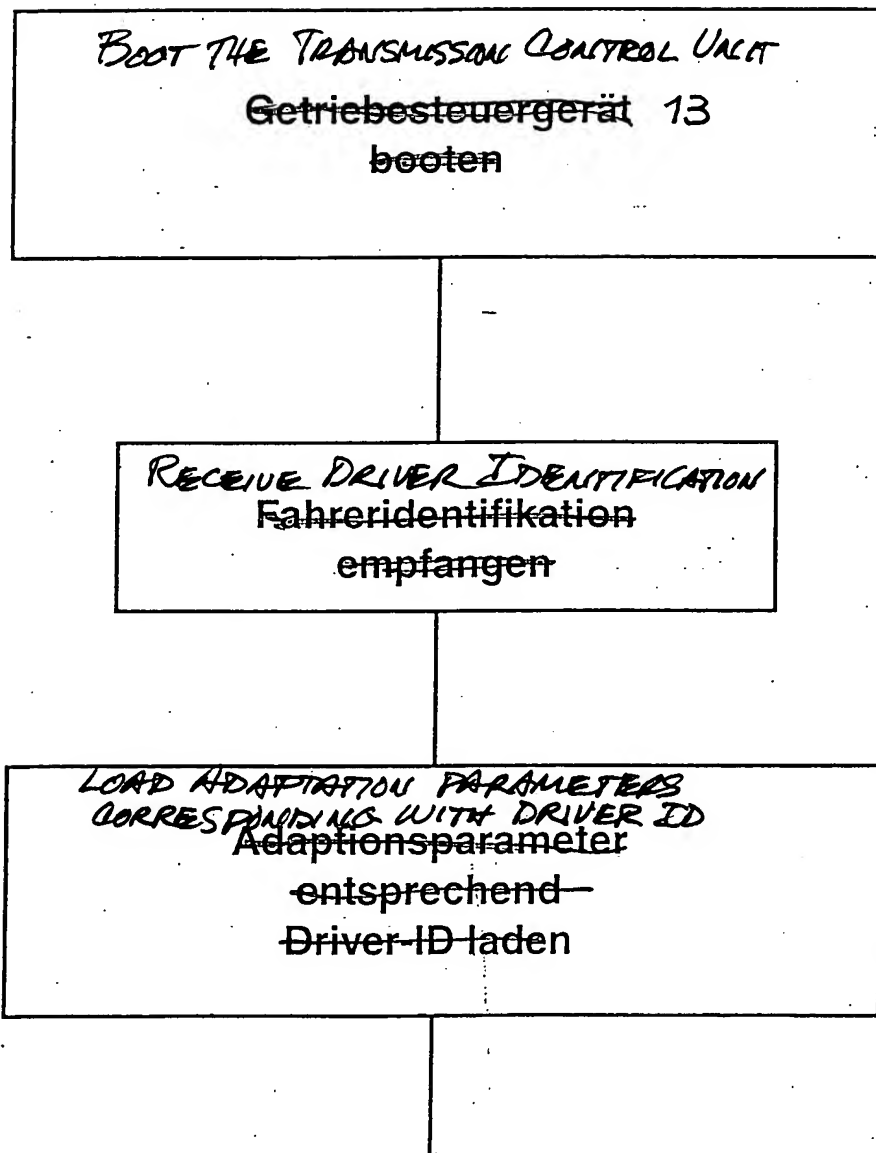 BOOT THE TRANSMISSON CONTROL UNIT
Getriebesteuergerät 13
booten
RECEIVE DRIVER IDENTIFICATION
Fahreridentifikation
empfangen
LOAD ADAPTATION PARAMETERS
CORRESPONDING WITH DRIVER ID
Adaptionsparameter
entsprechend
Driver-ID laden